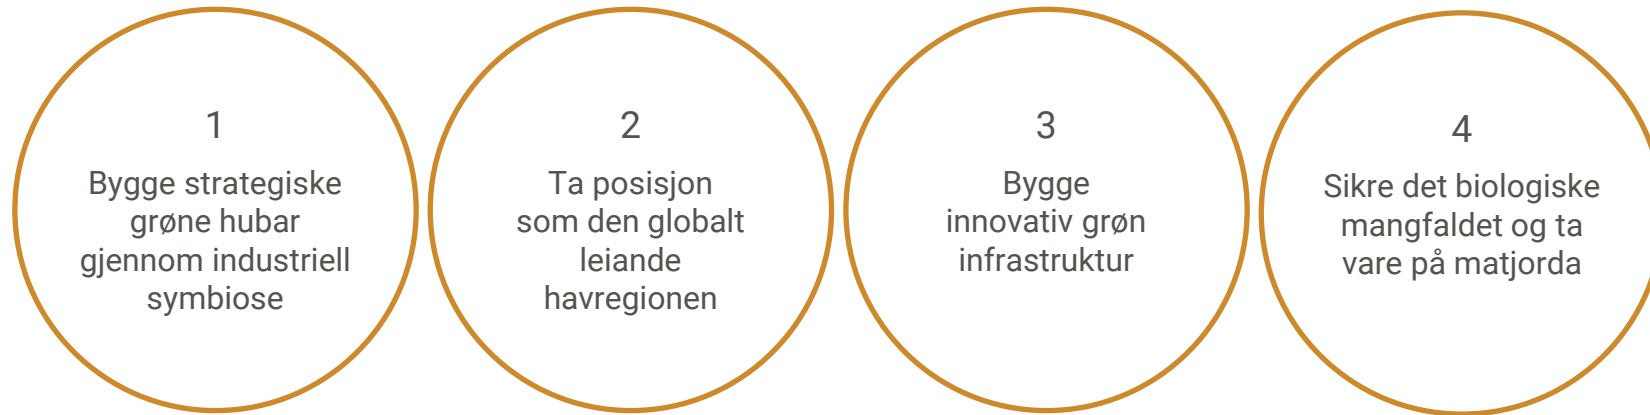 1
Bygge strategiske
grøne hubar
gjennom industriell
symbiose
2
Ta posisjon
som den globalt
leiande
havregionen
3
Bygge
innovativ grøn
infrastruktur
4
Sikre det biologiske
mangfaldet og ta
vare på matjorda